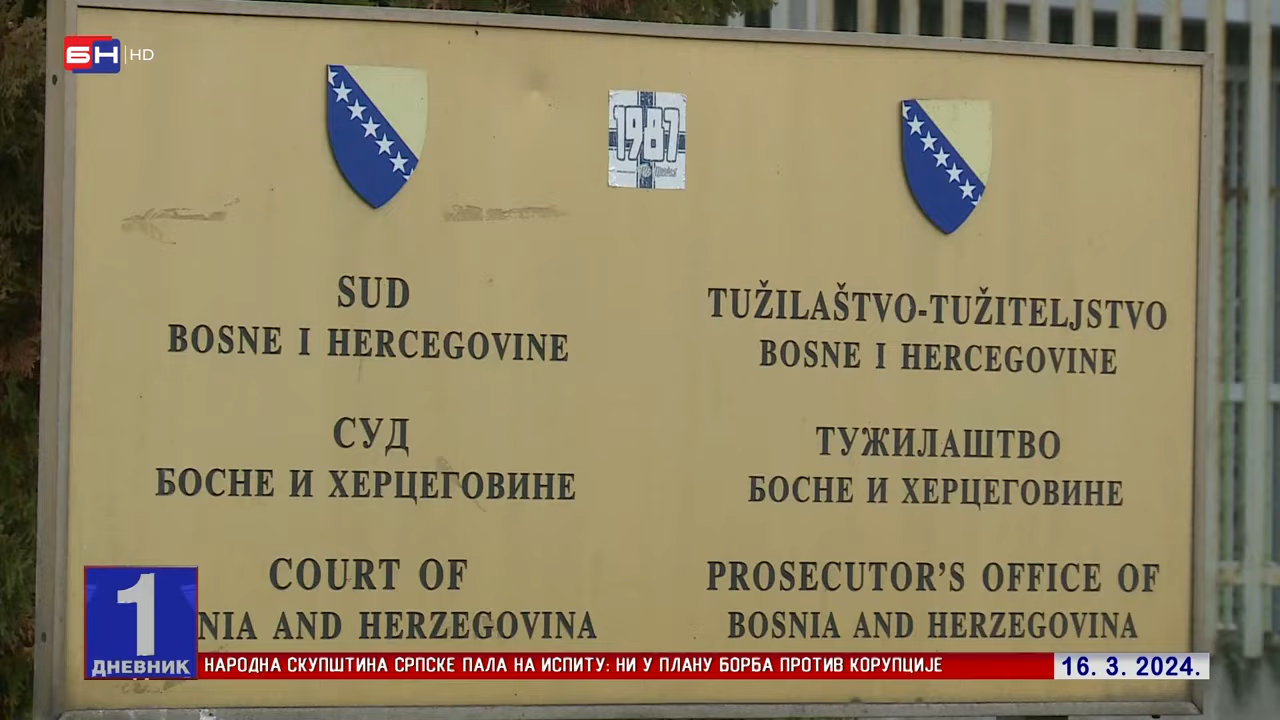 БН HD
1987
SUD
BOSNE I HERCEGOVINE
СУД
БОСНЕ И ХЕРЦЕГОВИНЕ
COURT OF
NIA AND HERZEGOVINA
TUŽILAŠTVO-TUŽITELJSTVO
BOSNE I HERCEGOVINE
ТУЖИЛАШТВО
БОСНЕ И ХЕРЦЕГОВИНЕ
PROSECUTOR'S OFFICE OF
BOSNIA AND HERZEGOVINA
1
ДНЕВНИК
НАРОДНА СКУПШТИНА СРПСКЕ ПАЛА НА ИСПИТУ: НИ У ПЛАНУ БОРБА ПРОТИВ КОРУПЦИЈЕ
16. 3. 2024.